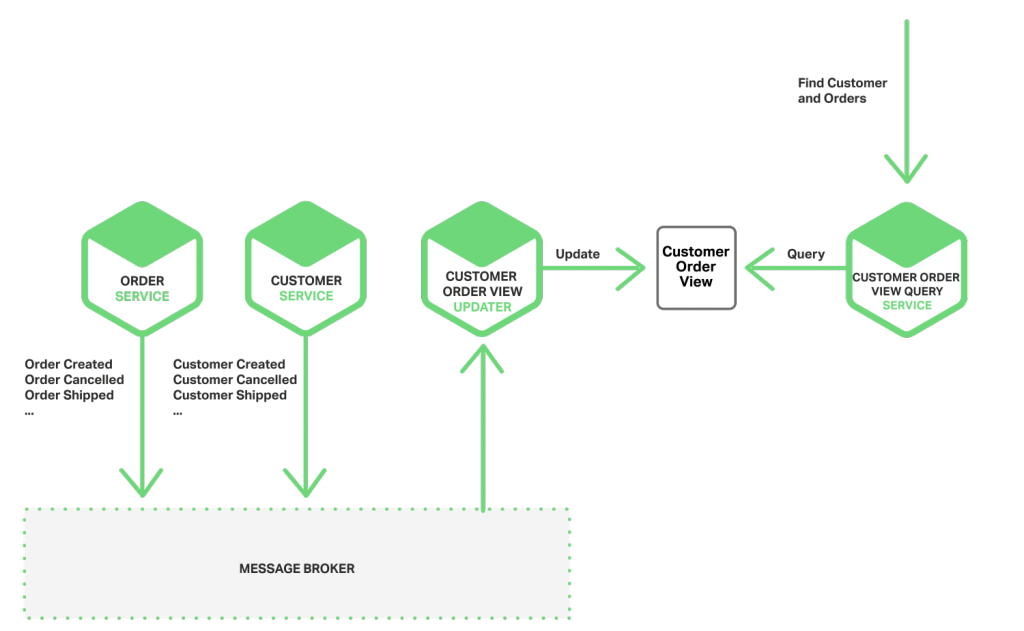 Find Customer
and Orders
ORDER
SERVICE
CUSTOMER
SERVICE
CUSTOMER
ORDER VIEW
UPDATER
Update
Customer
Order
View
Query
CUSTOMER ORDER
VIEW QUERY
SERVICE
Order Created
Order Cancelled
Order Shipped
...
Customer Created
Customer Cancelled
Customer Shipped
...
MESSAGE BROKER